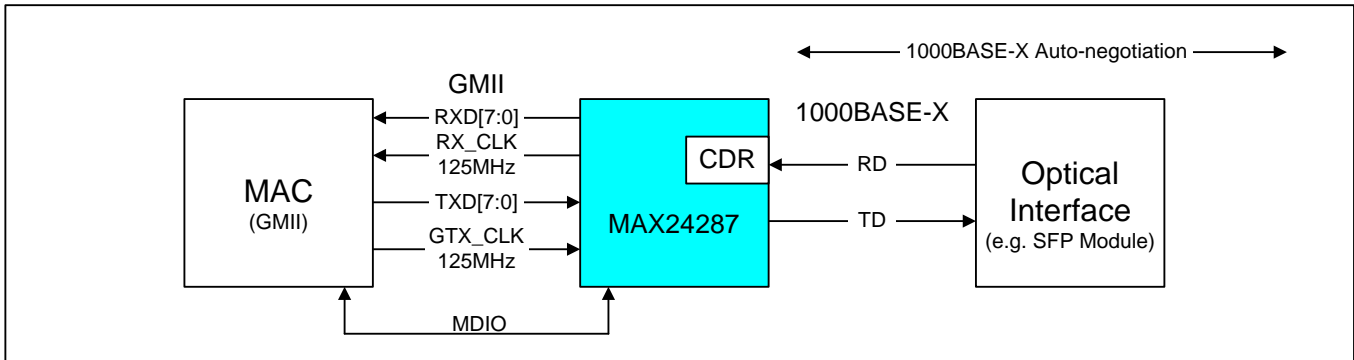 1000BASE-X Auto-negotiation
GMII
RXD[7:0]
RX_CLK
125MHz
TXD[7:0]
GTX_CLK
125MHz
MDIO
MAC
(GMII)
CDR
MAX24287
1000BASE-X
RD
TD
Optical
Interface
(e.g. SFP Module)